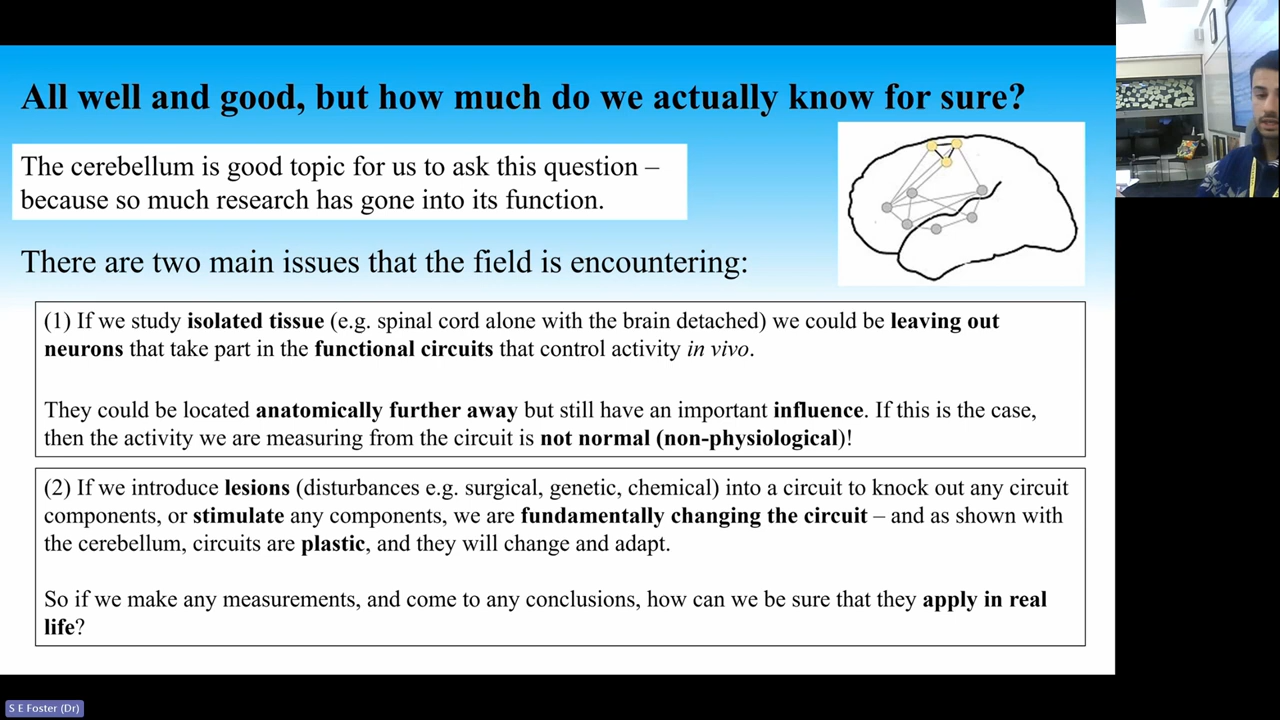 All well and good, but how much do we actually know for sure?
The cerebellum is good topic for us to ask this question –
because so much research has gone into its function.
There are two main issues that the field is encountering:
(1) If we study isolated tissue (e.g. spinal cord alone with the brain detached) we could be leaving out
neurons that take part in the functional circuits that control activity in vivo.
They could be located anatomically further away but still have an important influence. If this is the case,
then the activity we are measuring from the circuit is not normal (non-physiological)!
(2) If we introduce lesions (disturbances e.g. surgical, genetic, chemical) into a circuit to knock out any circuit
components, or stimulate any components, we are fundamentally changing the circuit – and as shown with
the cerebellum, circuits are plastic, and they will change and adapt.
So if we make any measurements, and come to any conclusions, how can we be sure that they apply in real
life?
S E Foster (Dr)